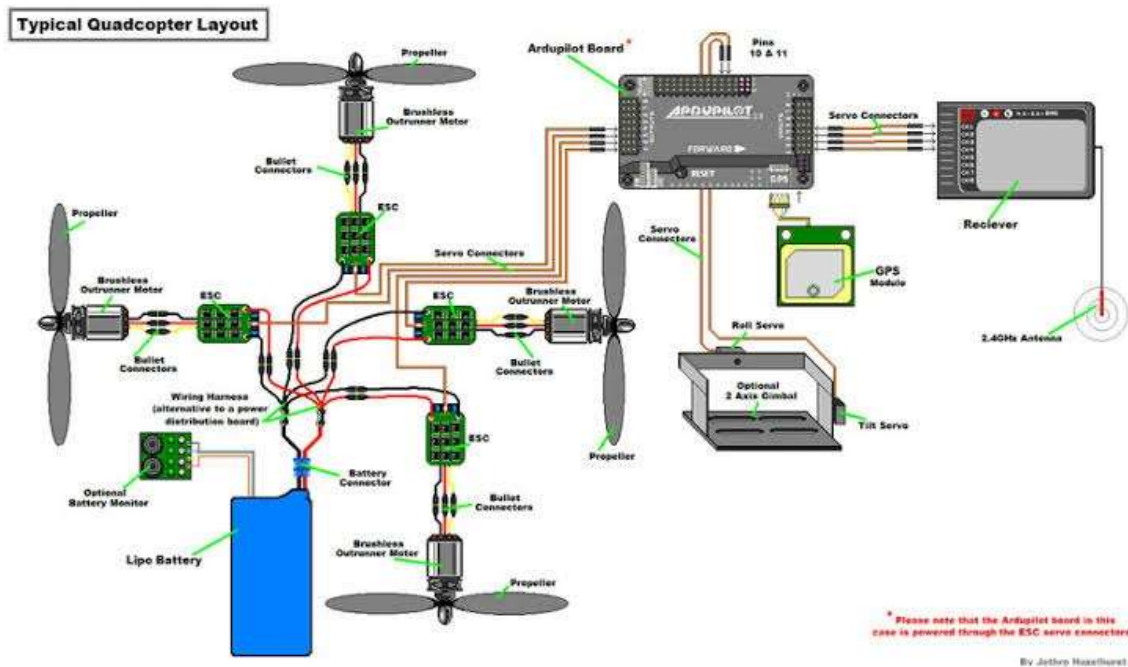 Typical Quadcopter Layout
Propeller
Brushless
Outrunner Motor
Bullet
Connectors
ESC
Ardupilot Board *
Pins
10 & 11
ARDUPILOT
FORWARD
RESET
GPS
Servo Connectors
Reciever
2.4GHz Antenna
Propeller
Brushless
Outrunner Motor
ESC
Bullet
Connectors
Servo Connectors
ESC
Brushless
Outrunner Motor
Bullet
Connectors
Propeller
Servo
Connectors
GPS
Module
Roll Servo
Optional
2 Axis Gimbal
Tilt Servo
Wiring Harness
(alternative to a power
distribution board)
ESC
Battery
Connector
Optional
Battery Monitor
Lipo Battery
Bullet
Connectors
Brushless
Outrunner Motor
Propeller
* Please note that the Ardupilot board in this
case is powered through the ESC servo connectors
By Jethro Hazelhurst